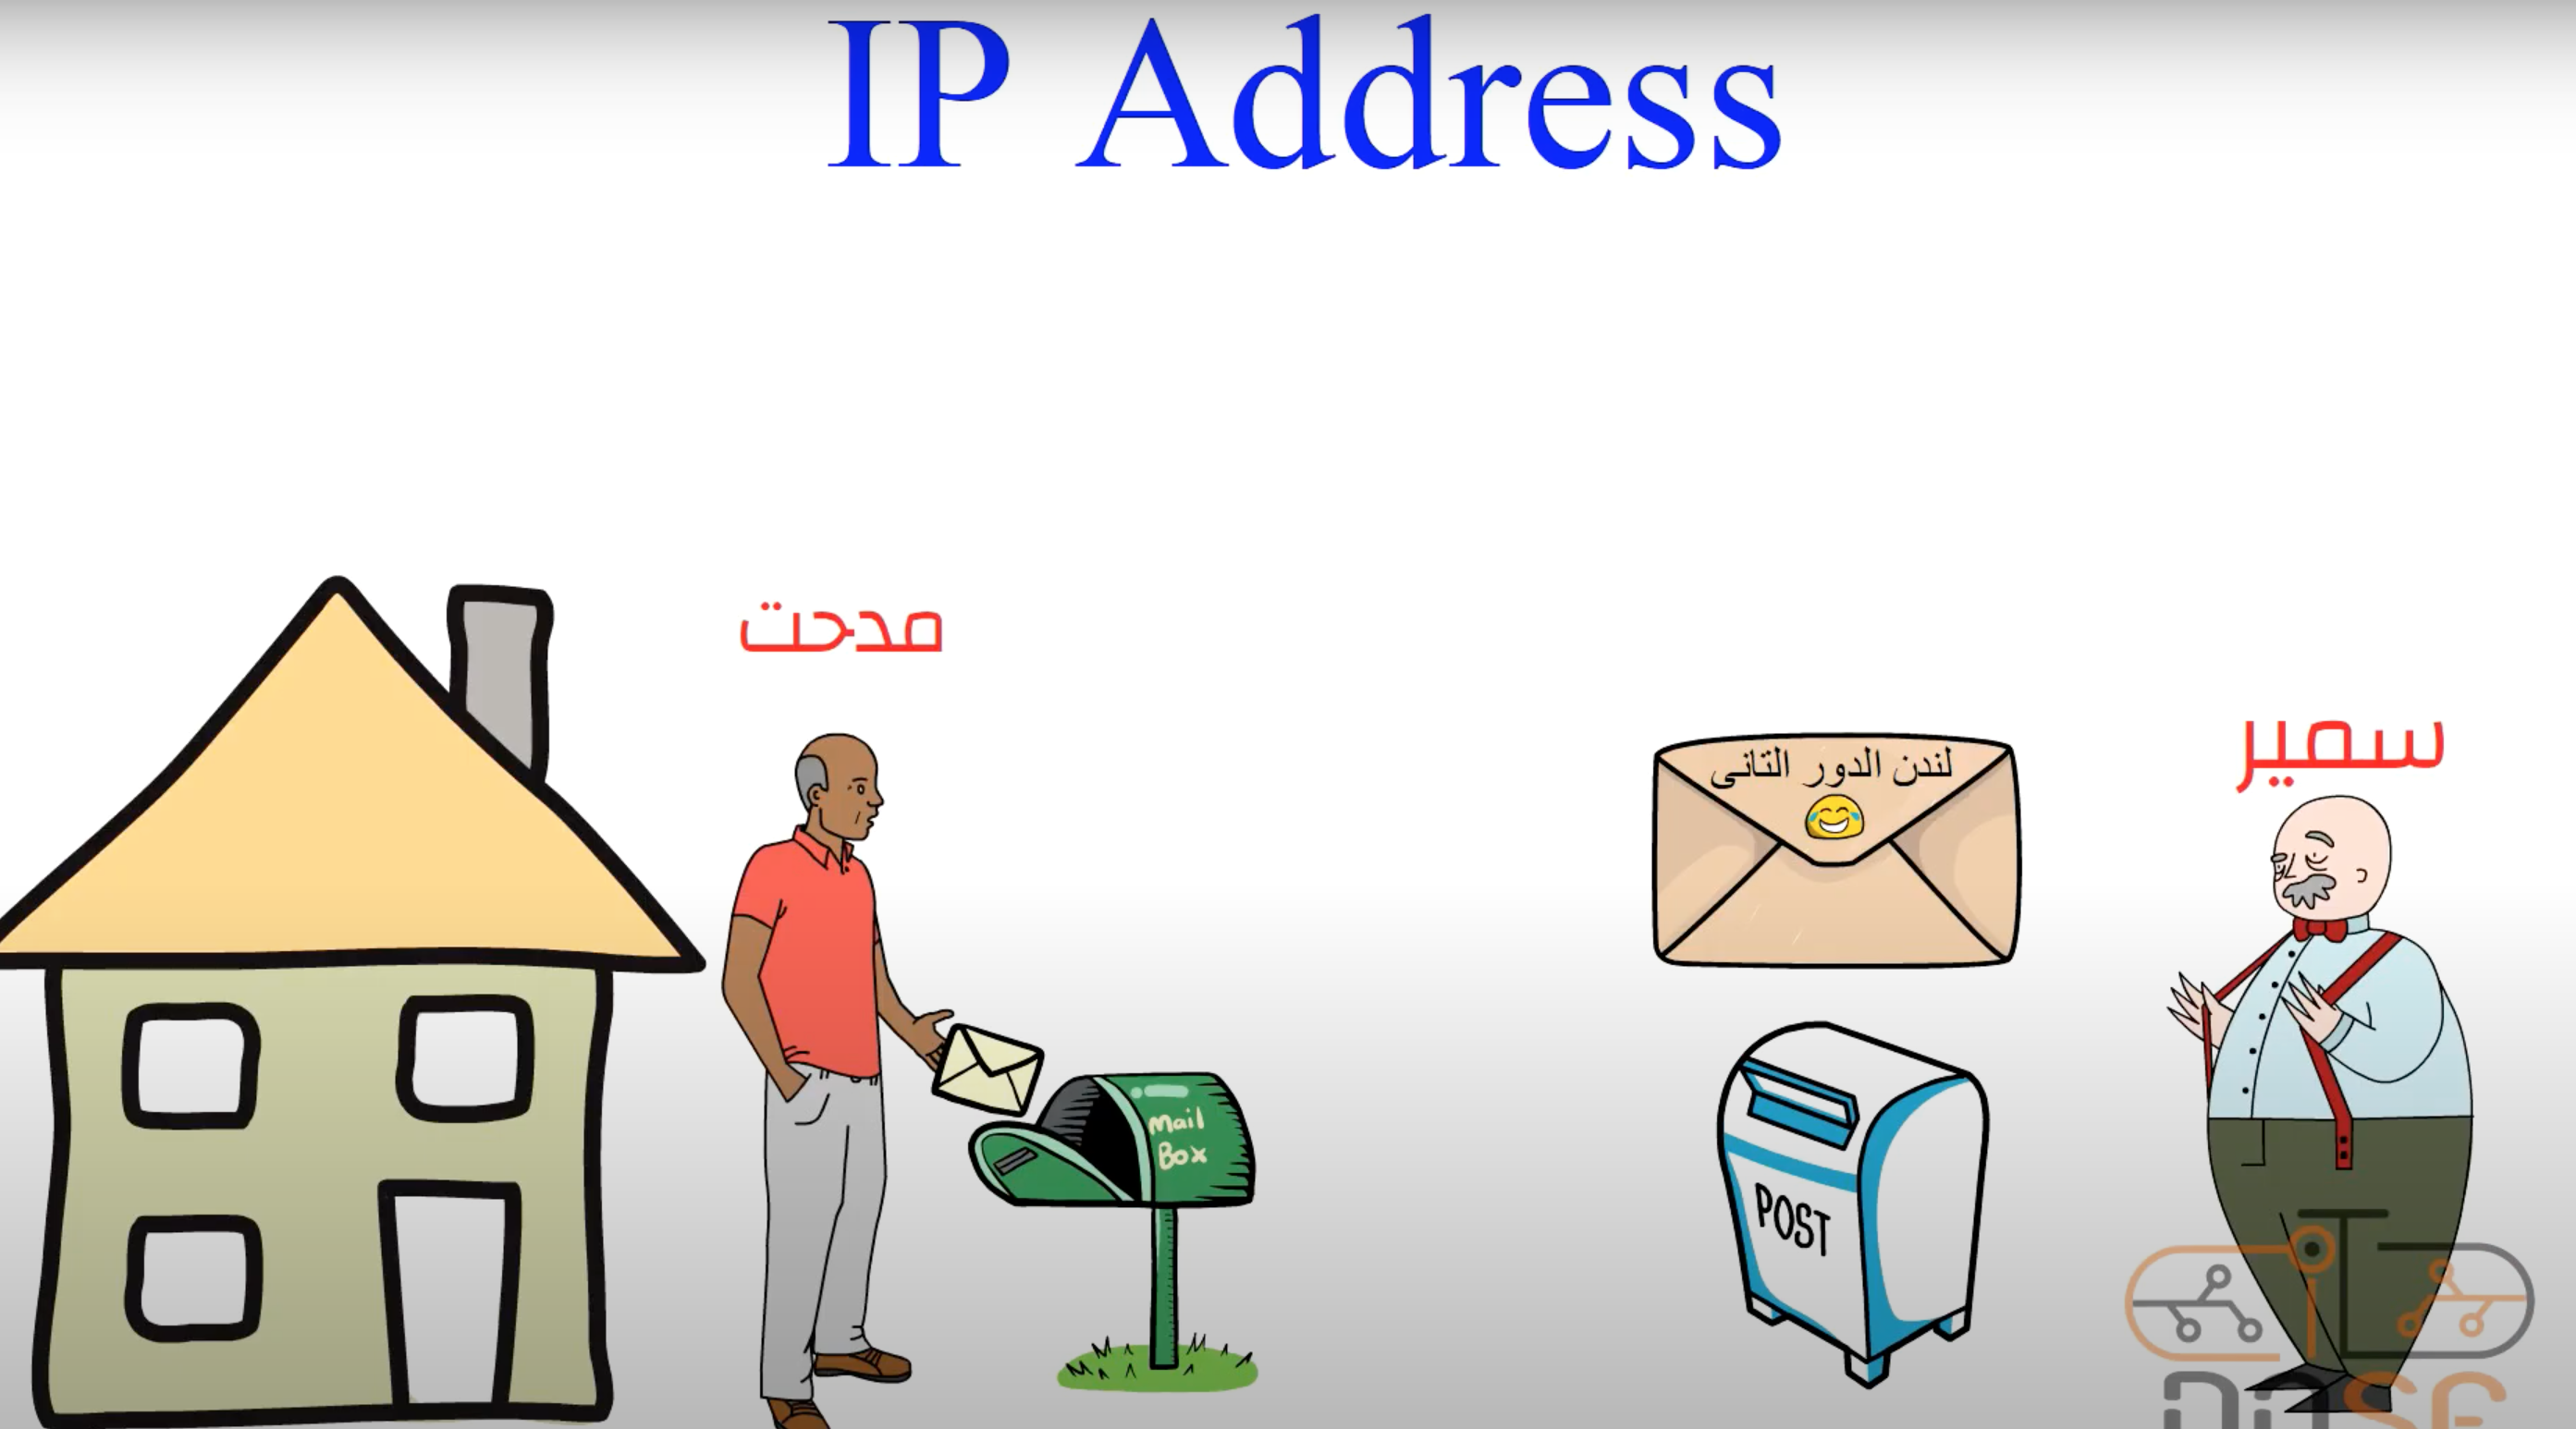 IP Address
مدحت
سمير
لندن الدور التانى
Mail
Box
POST